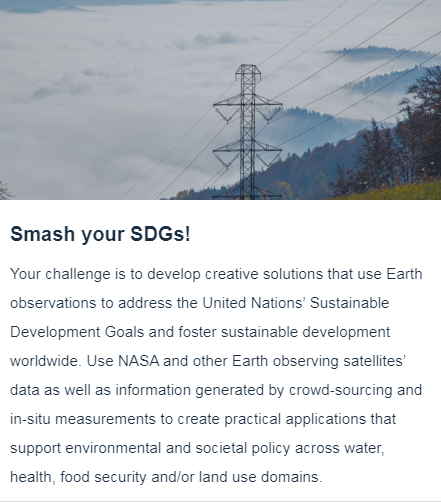 Smash your SDGs!
Your challenge is to develop creative solutions that use Earth
observations to address the United Nations’ Sustainable
Development Goals and foster sustainable development
worldwide. Use NASA and other Earth observing satellites’
data as well as information generated by crowd-sourcing and
in-situ measurements to create practical applications that
support environmental and societal policy across water,
health, food security and/or land use domains.